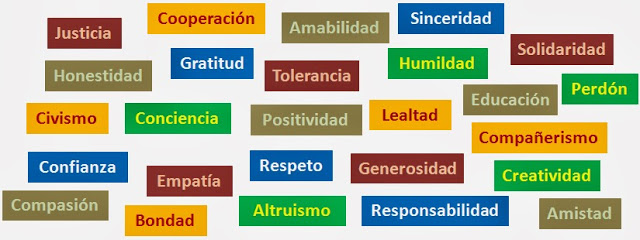 Justicia
Cooperación
Amabilidad
Sinceridad
Solidaridad
Honestidad
Gratitud
Tolerancia
Humildad
Perdón
Educación
Civismo
Conciencia
Positividad
Lealtad
Compañerismo
Confianza
Empatía
Respeto
Generosidad
Creatividad
Compasión
Bondad
Altruismo
Responsabilidad
Amistad